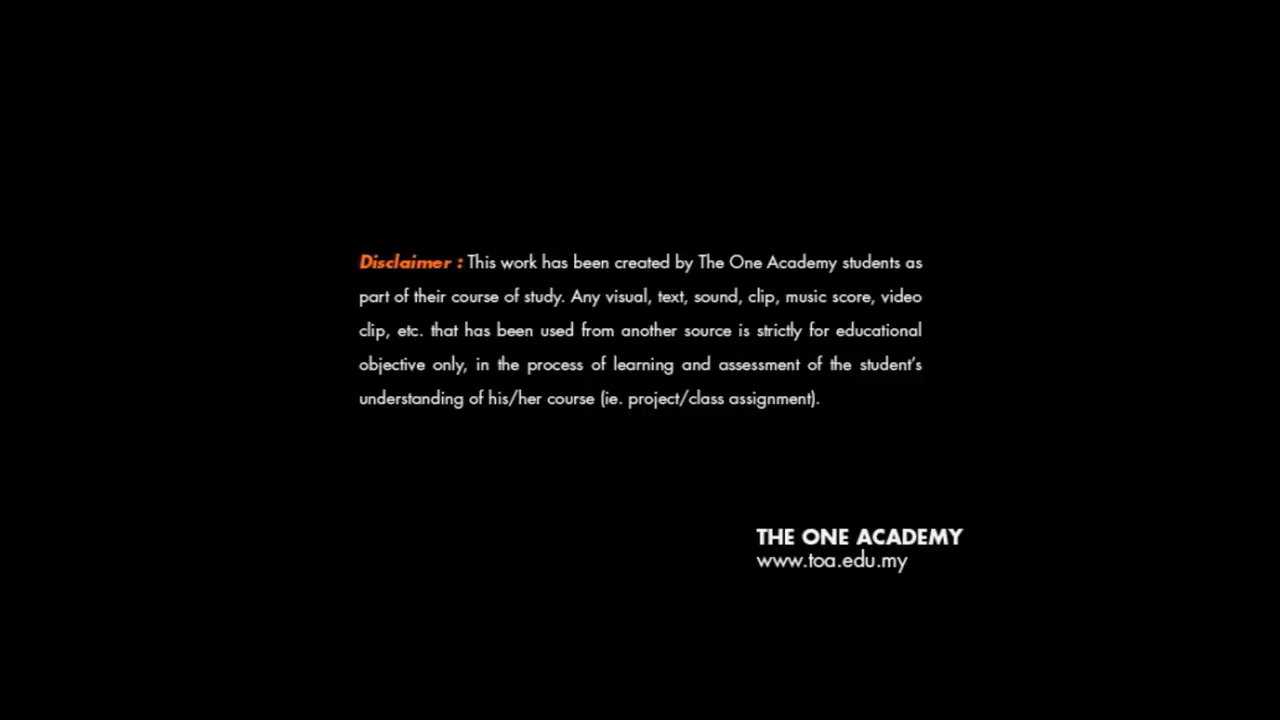 Disclaimer : This work has been created by The One Academy students as
part of their course of study. Any visual, text, sound, clip, music score, video
clip, etc. that has been used from another source is strictly for educational
objective only, in the process of learning and assessment of the student's
understanding of his/her course (ie. project/class assignment).
THE ONE ACADEMY
www.toa.edu.my